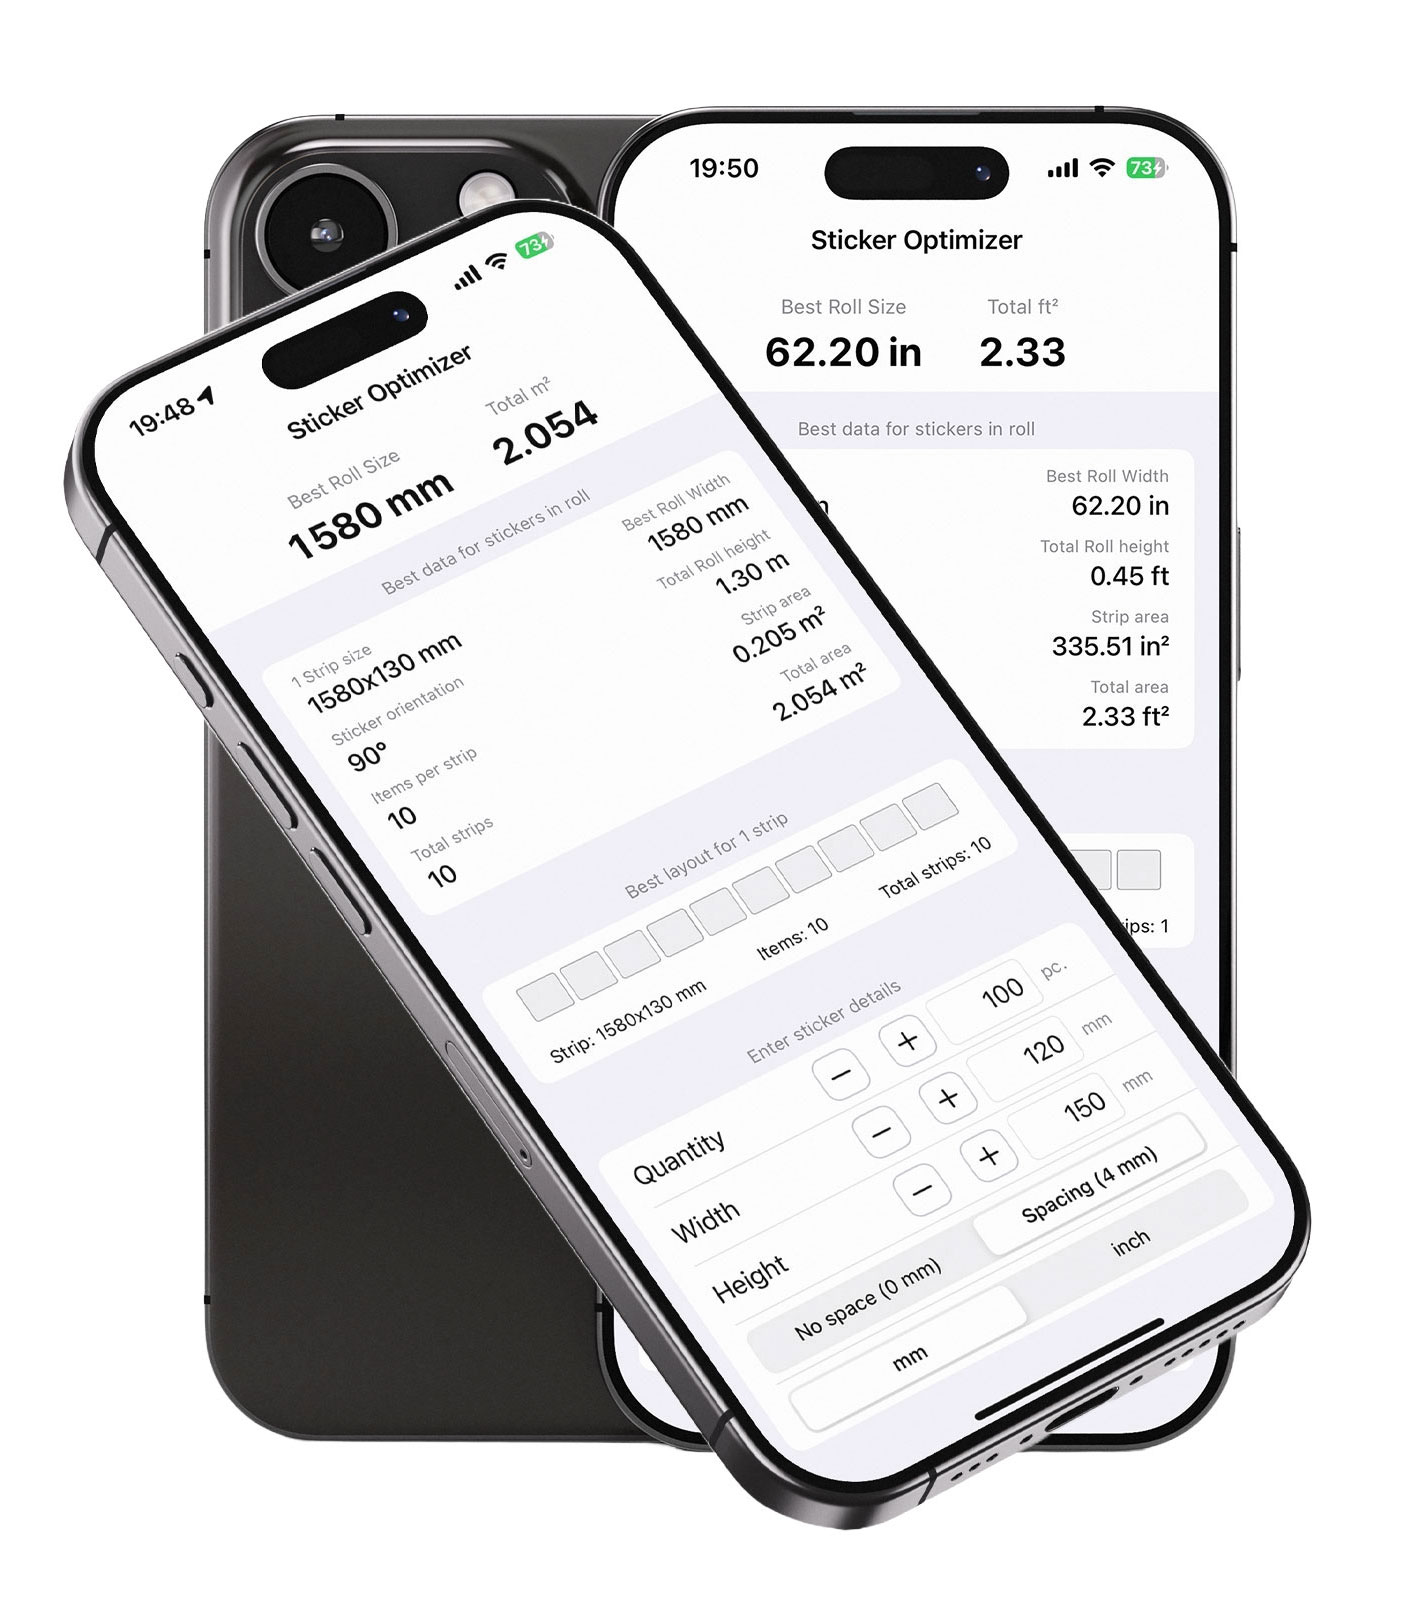 19:48
73
Sticker Optimizer
Best Roll Size
Total m²
1580 mm
2.054
Best data for stickers in roll
1 Strip size
Best Roll Width
1580x130 mm
1580 mm
Sticker orientation
Total Roll height
90°
1.30 m
Items per strip
Strip area
10
0.205 m²
Total strips
Total area
10
2.054 m²
Best layout for 1 strip
Strip: 1580x130 mm
Items: 10
Total strips: 10
Enter sticker details
Quantity − + 100 pc.
Width − + 120 mm
Height − + 150 mm
No space (0 mm)
Spacing (4 mm)
mm
inch
19:50
73
Sticker Optimizer
Best Roll Size
Total ft²
62.20 in
2.33
Best data for stickers in roll
Best Roll Width
62.20 in
Total Roll height
0.45 ft
Strip area
335.51 in²
Total area
2.33 ft²
ips: 1